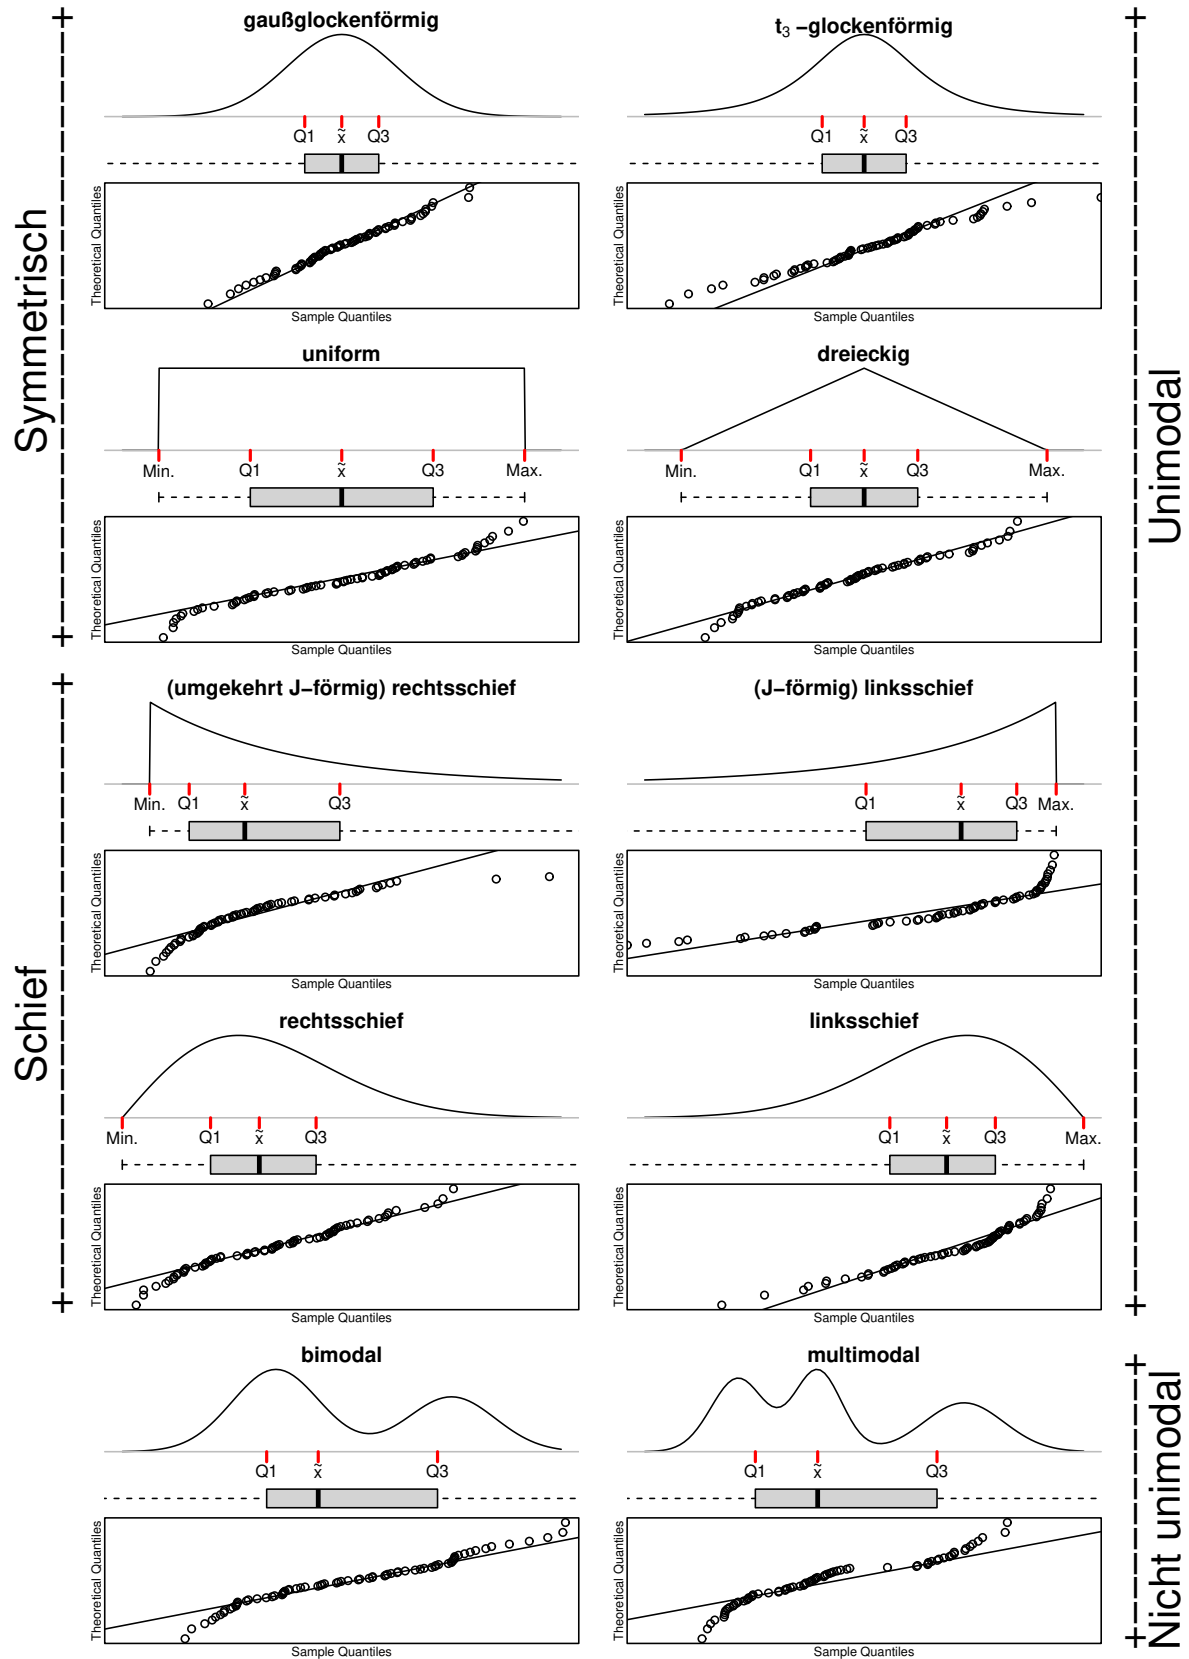 gaußglockenförmig
Q1 x̃ Q3
Theoretical Quantiles
Sample Quantiles
t3 −glockenförmig
Q1 x̃ Q3
Theoretical Quantiles
Sample Quantiles
Symmetrisch
uniform
Min. Q1 x̃ Q3 Max.
Theoretical Quantiles
Sample Quantiles
dreieckig
Min. Q1 x̃ Q3 Max.
Theoretical Quantiles
Sample Quantiles
Unimodal
(umgekehrt J−förmig) rechtsschief
Min. Q1 x̃ Q3
Theoretical Quantiles
Sample Quantiles
(J−förmig) linksschief
Q1 x̃ Q3 Max.
Theoretical Quantiles
Sample Quantiles
Schief
rechtsschief
Min. Q1 x̃ Q3
Theoretical Quantiles
Sample Quantiles
linksschief
Q1 x̃ Q3 Max.
Theoretical Quantiles
Sample Quantiles
bimodal
Q1 x̃ Q3
Theoretical Quantiles
Sample Quantiles
multimodal
Q1 x̃ Q3
Theoretical Quantiles
Sample Quantiles
Nicht unimodal